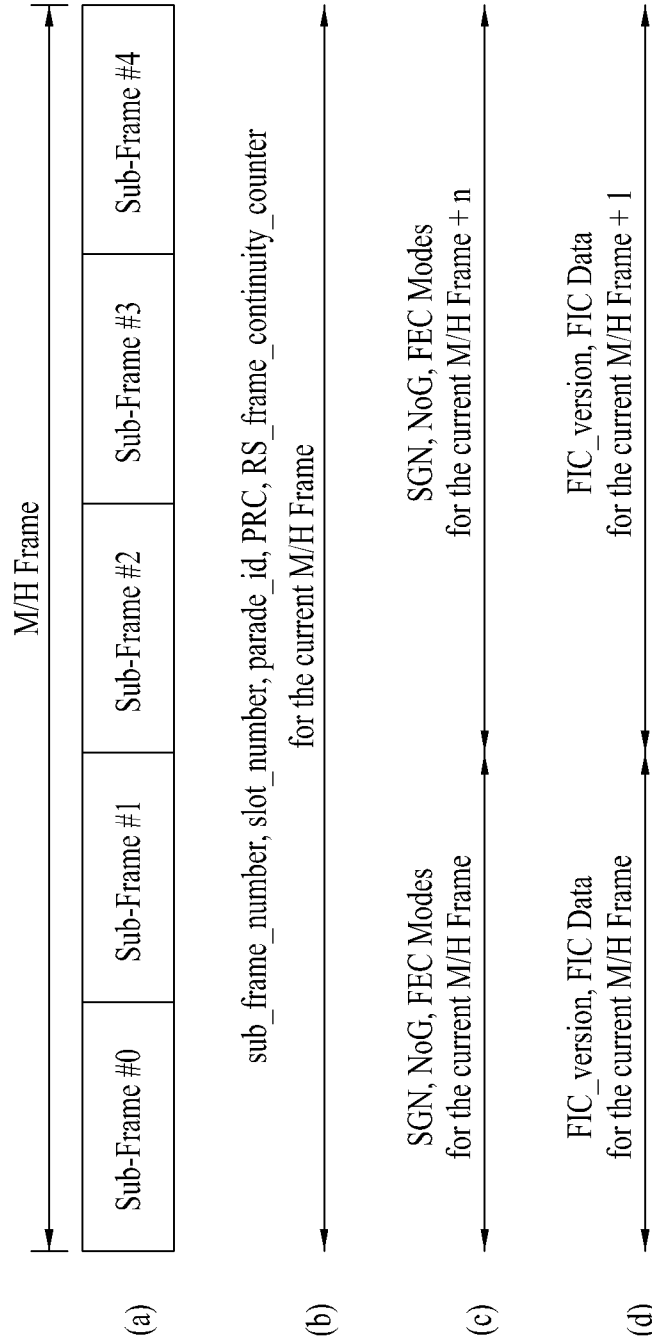 M/H Frame
(a)
Sub-Frame #0
Sub-Frame #1
Sub-Frame #2
Sub-Frame #3
Sub-Frame #4
(b)
sub_frame_number, slot_number, parade_id, PRC, RS_frame_continuity_counter
for the current M/H Frame
(c)
SGN, NoG, FEC Modes
for the current M/H Frame
SGN, NoG, FEC Modes
for the current M/H Frame + n
(d)
FIC_version, FIC Data
for the current M/H Frame
FIC_version, FIC Data
for the current M/H Frame + 1